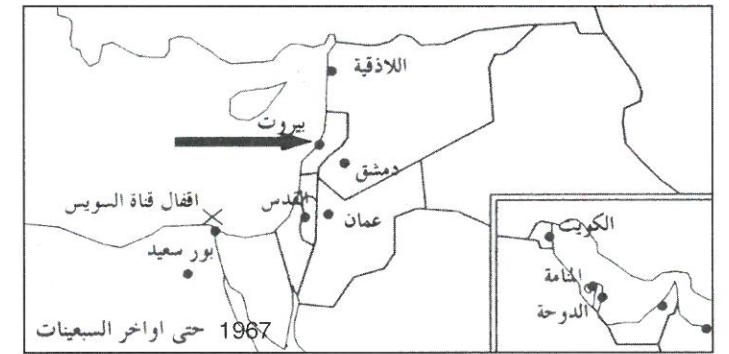 اللاذقية
بيروت
دمشق
القدس
عمان
اقفال قناة السويس
بور سعيد
الكويت
المنامة
الدوحة
1967 حتى اواخر السبعينات